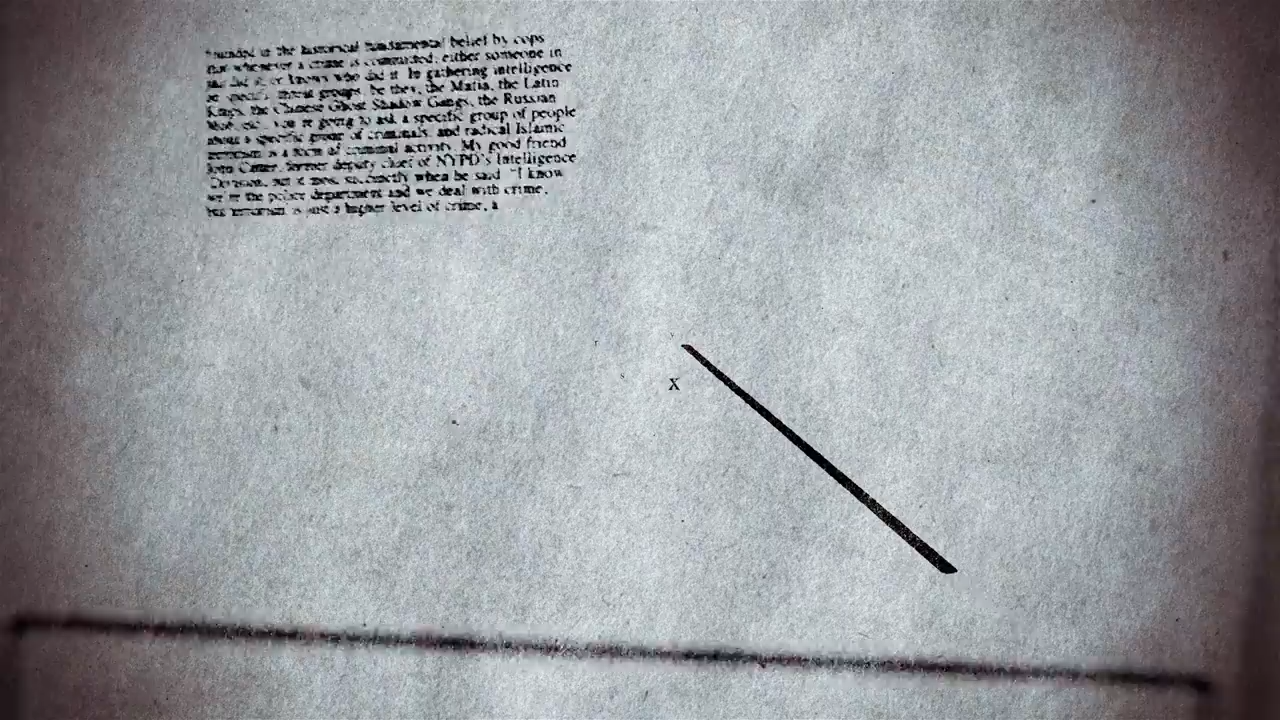 founded in the historical fundamental belief by cops
that whenever a crime is committed, either someone in
did it, or knows who did it. In gathering intelligence
on specific threat groups, be they, the Mafia, the Latin
Kings, the Chinese Ghost Shadow Gangs, the Russian
Mob, etc., you're going to ask a specific group of people
about a specific group of criminals, and radical Islamic
terrorism is a form of criminal activity. My good friend
John Cutter, former deputy chief of NYPD's Intelligence
Division, put it most succinctly when he said, "I know
we're the police department and we deal with crime,
but terrorism is just a higher level of crime, a
x